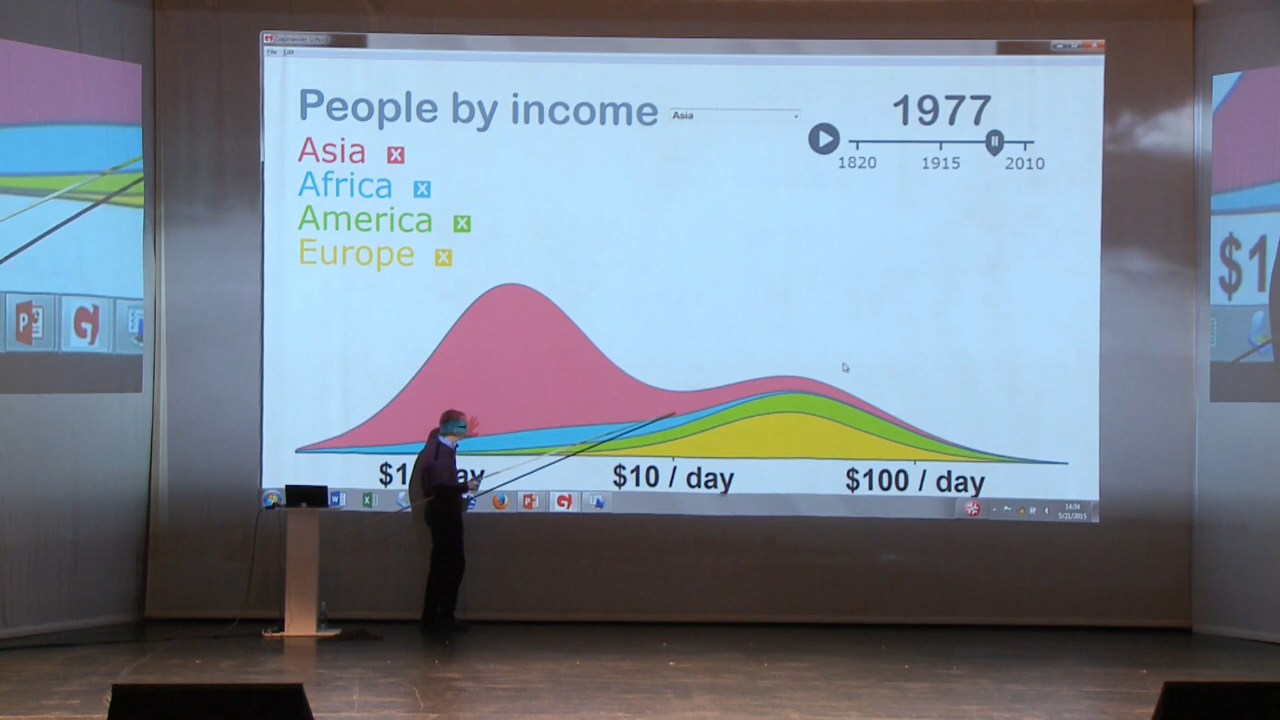 Gapminder
File Edit
People by income
Asia
1977
1820 1915 2010
Asia X
Africa X
America X
Europe X
$10 / day
$100 / day
14:34
5/21/2015
$1